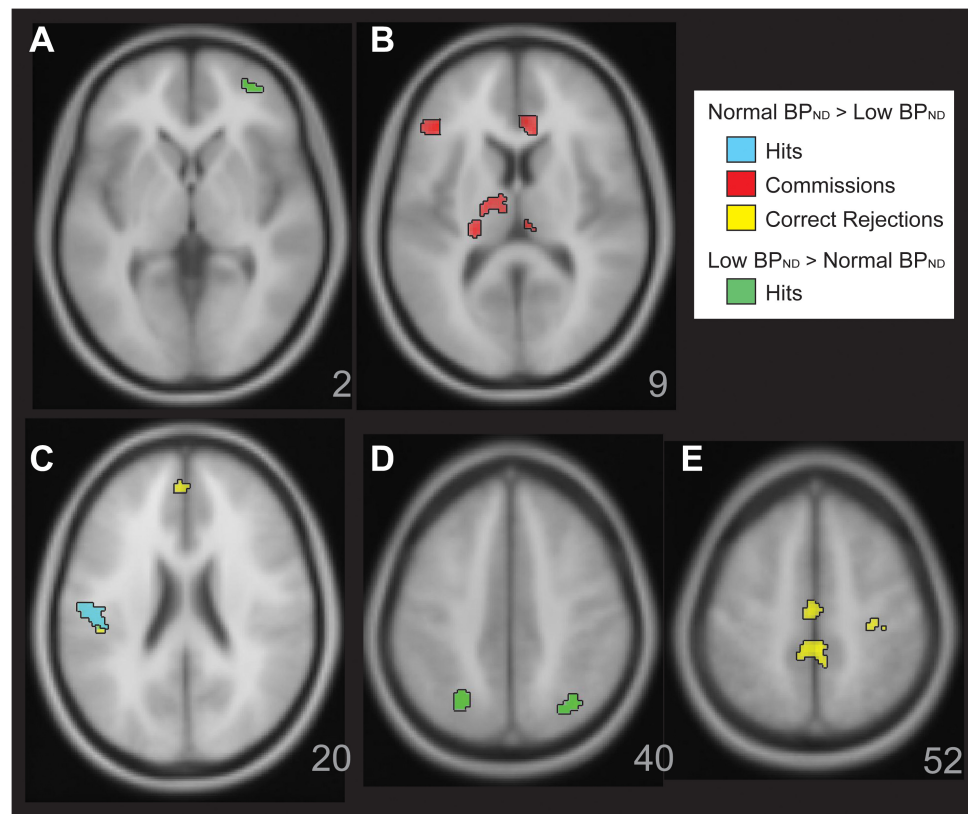 A
B
Normal BPND > Low BPND
Hits
Commissions
Correct Rejections
Low BPND > Normal BPND
Hits
2
9
C
D
E
20
40
52